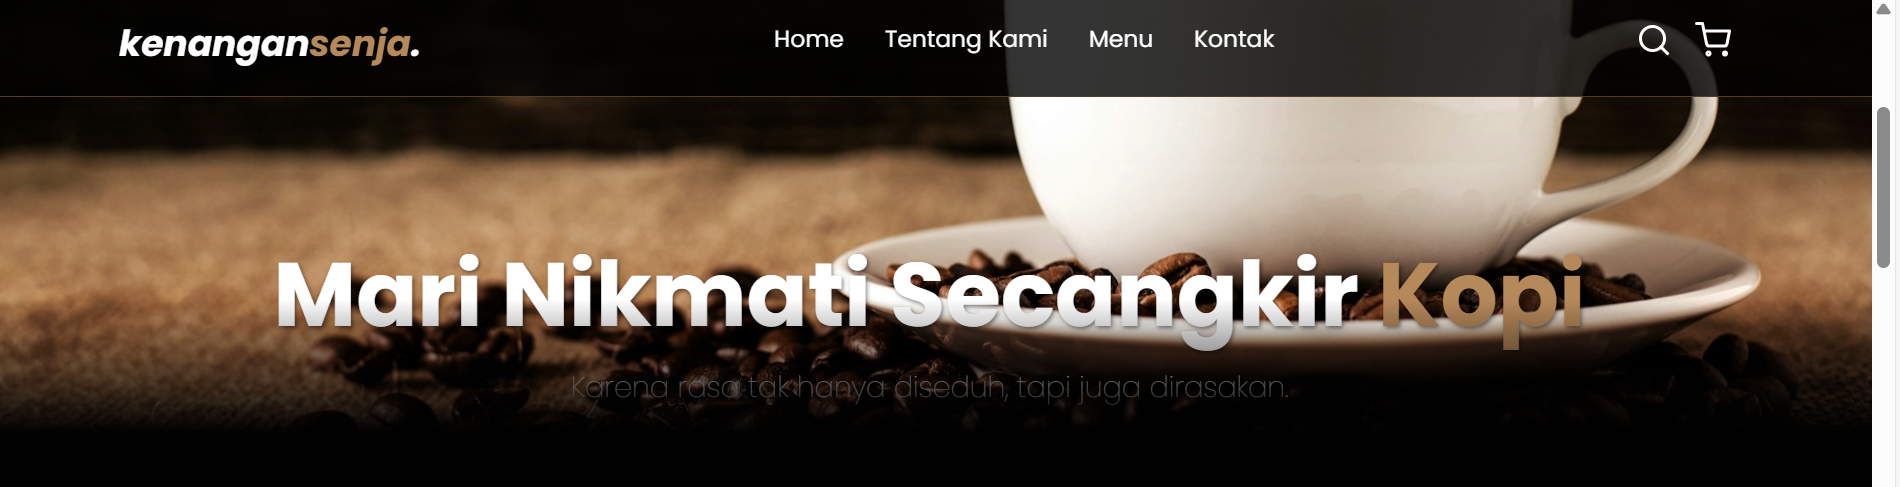 kenangansenja.
Home Tentang Kami Menu Kontak
Mari Nikmati Secangkir Kopi
Karena rasa tak hanya diseduh, tapi juga dirasakan.